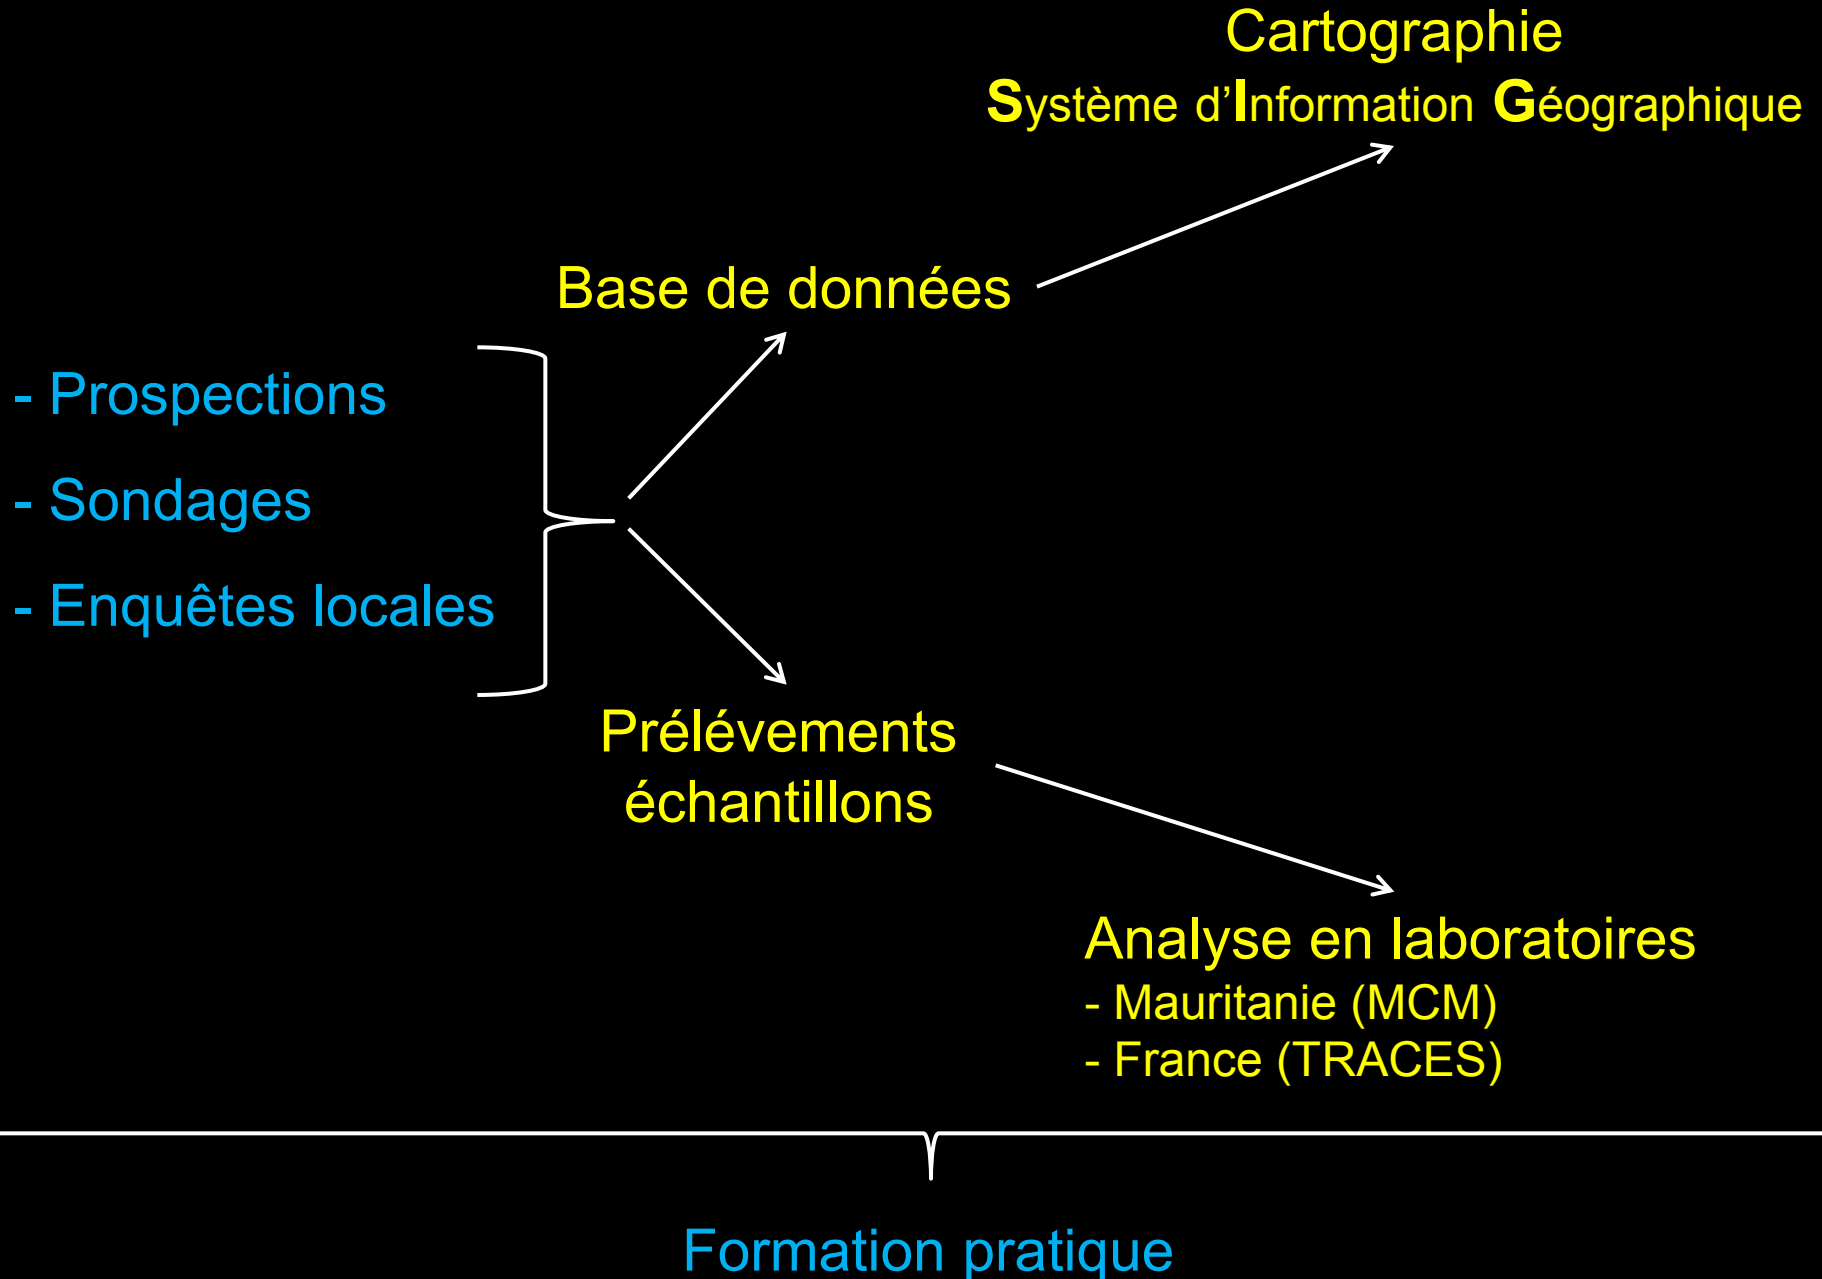 Cartographie
Système d’Information Géographique
Base de données
- Prospections
- Sondages
- Enquêtes locales
Prélévements
échantillons
Analyse en laboratoires
- Mauritanie (MCM)
- France (TRACES)
Formation pratique